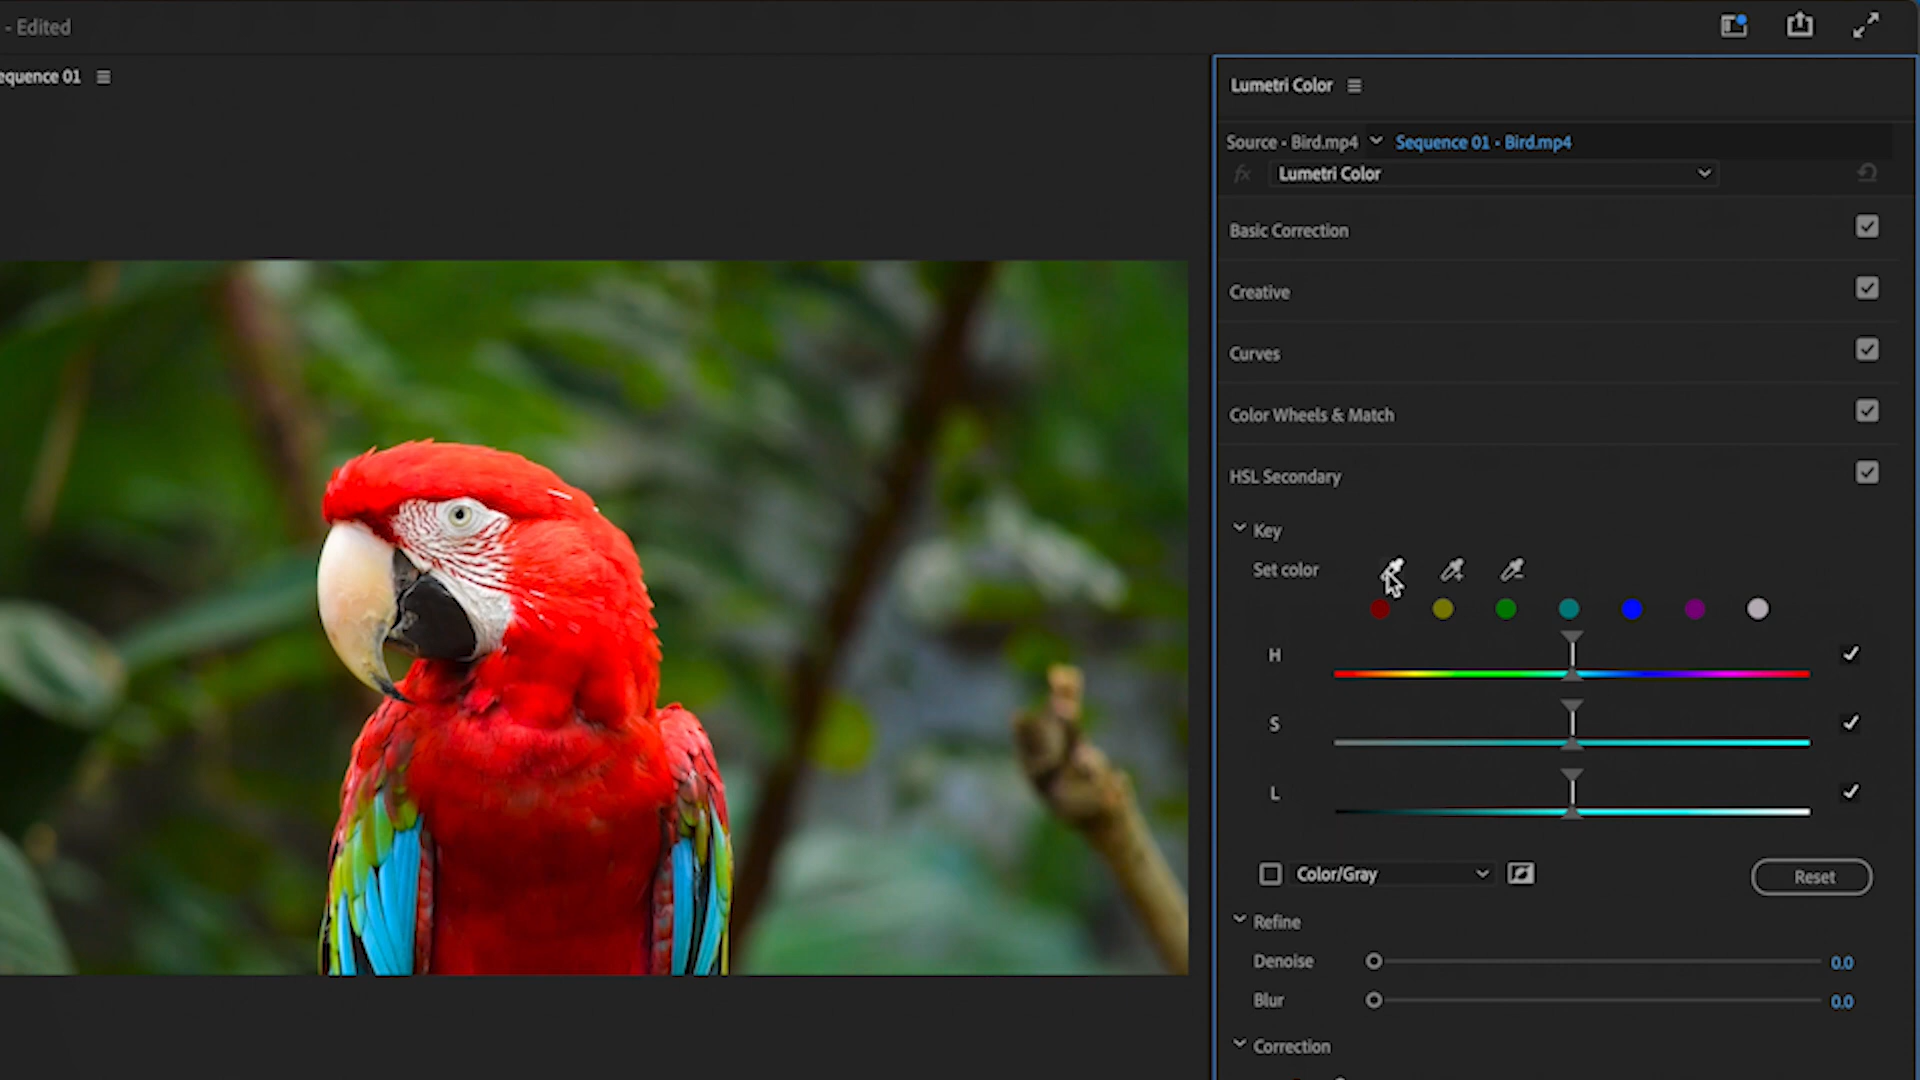 - Edited
equence 01
Lumetri Color
Source - Bird.mp4 Sequence 01 - Bird.mp4
fx Lumetri Color
Basic Correction
Creative
Curves
Color Wheels & Match
HSL Secondary
Key
Set color
H
S
L
Color/Gray
Reset
Refine
Denoise 0.0
Blur 0.0
Correction